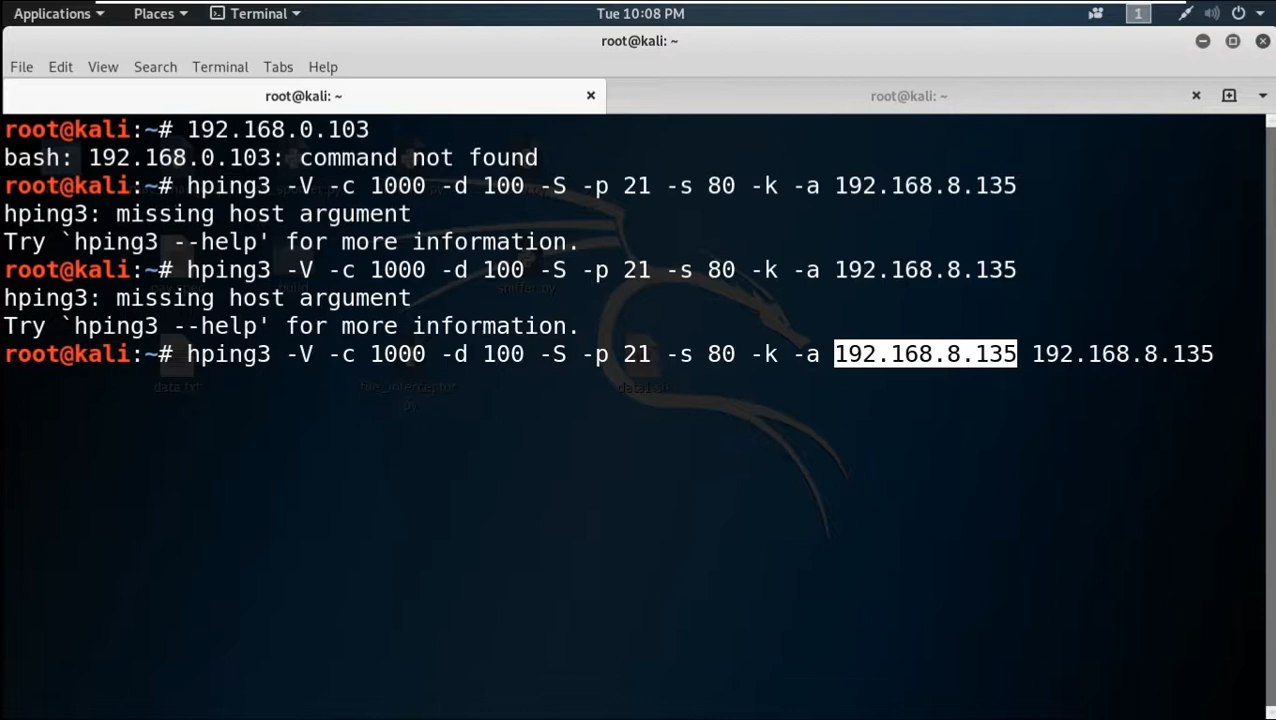 Applications Places Terminal Tue 10:08 PM 1
root@kali: ~
File Edit View Search Terminal Tabs Help
root@kali: ~ root@kali: ~
root@kali:~# 192.168.0.103
bash: 192.168.0.103: command not found
root@kali:~# hping3 -V -c 1000 -d 100 -S -p 21 -s 80 -k -a 192.168.8.135
hping3: missing host argument
Try `hping3 --help' for more information.
root@kali:~# hping3 -V -c 1000 -d 100 -S -p 21 -s 80 -k -a 192.168.8.135
hping3: missing host argument
Try `hping3 --help' for more information.
root@kali:~# hping3 -V -c 1000 -d 100 -S -p 21 -s 80 -k -a 192.168.8.135 192.168.8.135
data.txt